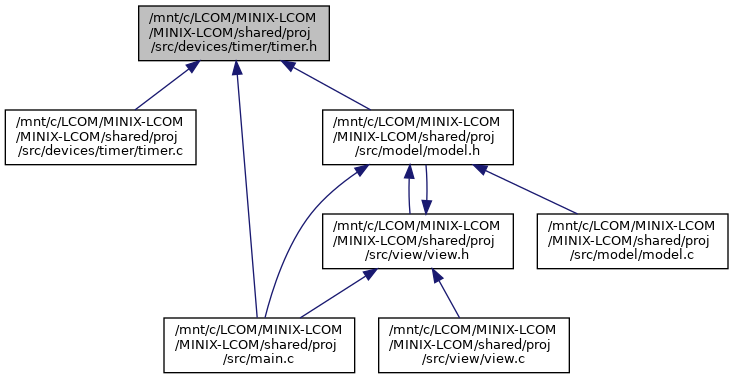 /mnt/c/LCOM/MINIX-LCOM
/MINIX-LCOM/shared/proj
/src/devices/timer/timer.h
/mnt/c/LCOM/MINIX-LCOM
/MINIX-LCOM/shared/proj
/src/devices/timer/timer.c
/mnt/c/LCOM/MINIX-LCOM
/MINIX-LCOM/shared/proj
/src/model/model.h
/mnt/c/LCOM/MINIX-LCOM
/MINIX-LCOM/shared/proj
/src/view/view.h
/mnt/c/LCOM/MINIX-LCOM
/MINIX-LCOM/shared/proj
/src/model/model.c
/mnt/c/LCOM/MINIX-LCOM
/MINIX-LCOM/shared/proj
/src/main.c
/mnt/c/LCOM/MINIX-LCOM
/MINIX-LCOM/shared/proj
/src/view/view.c